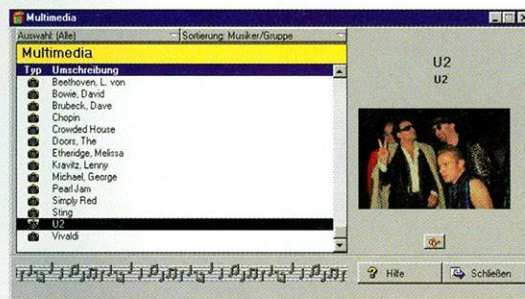 Multimedia
Auswahl: (Alle) Sortierung: Musiker/Gruppe
Multimedia
Typ Umschreibung
Beethoven, L. von
Bowie, David
Brubeck, Dave
Chopin
Crowded House
Doors, The
Etheridge, Melissa
Kravitz, Lenny
Michael, George
Pearl Jam
Simply Red
Sting
U2
Vivaldi
U2
U2
Hilfe Schließen